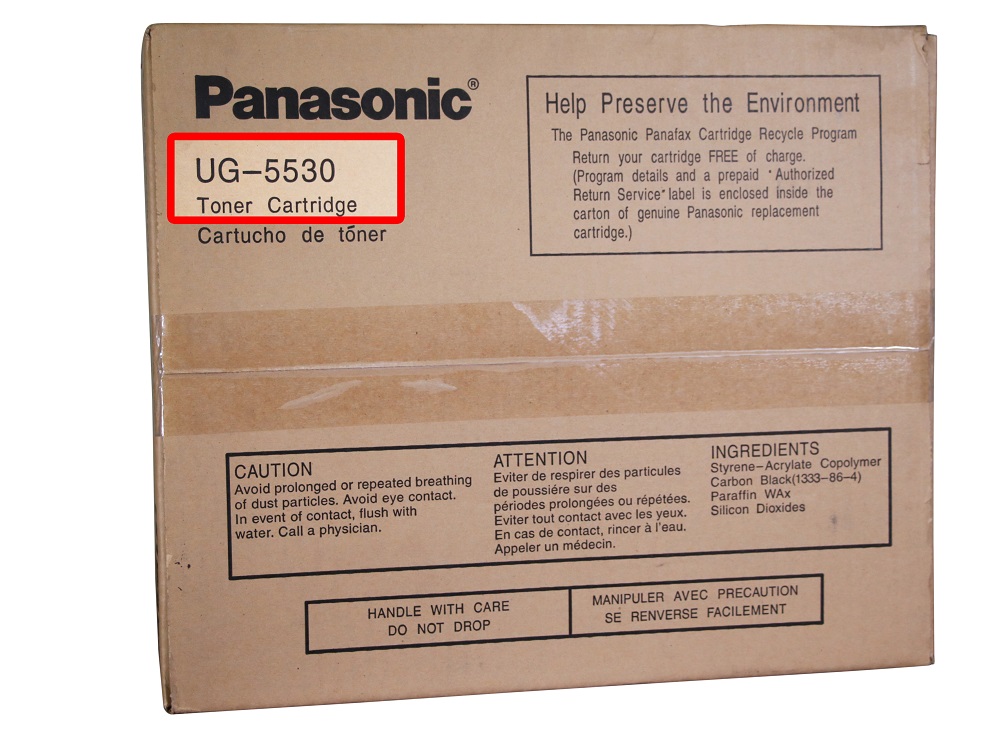 Panasonic®
UG-5530
Toner Cartridge
Cartucho de tóner
Help Preserve the Environment
The Panasonic Panafax Cartridge Recycle Program
Return your cartridge FREE of charge.
(Program details and a prepaid "Authorized
Return Service" label is enclosed inside the
carton of genuine Panasonic replacement
cartridge.)
CAUTION
Avoid prolonged or repeated breathing
of dust particles. Avoid eye contact.
In event of contact, flush with
water. Call a physician.
ATTENTION
Eviter de respirer des particules
de poussiére sur des
périodes prolongées ou répétées.
Eviter tout contact avec les yeux.
En cas de contact, rincer à l'eau.
Appeler un médecin.
INGREDIENTS
Styrene-Acrylate Copolymer
Carbon Black(1333-86-4)
Paraffin WAx
Silicon Dioxides
HANDLE WITH CARE
DO NOT DROP
MANIPULER AVEC PRECAUTION
SE RENVERSE FACILEMENT